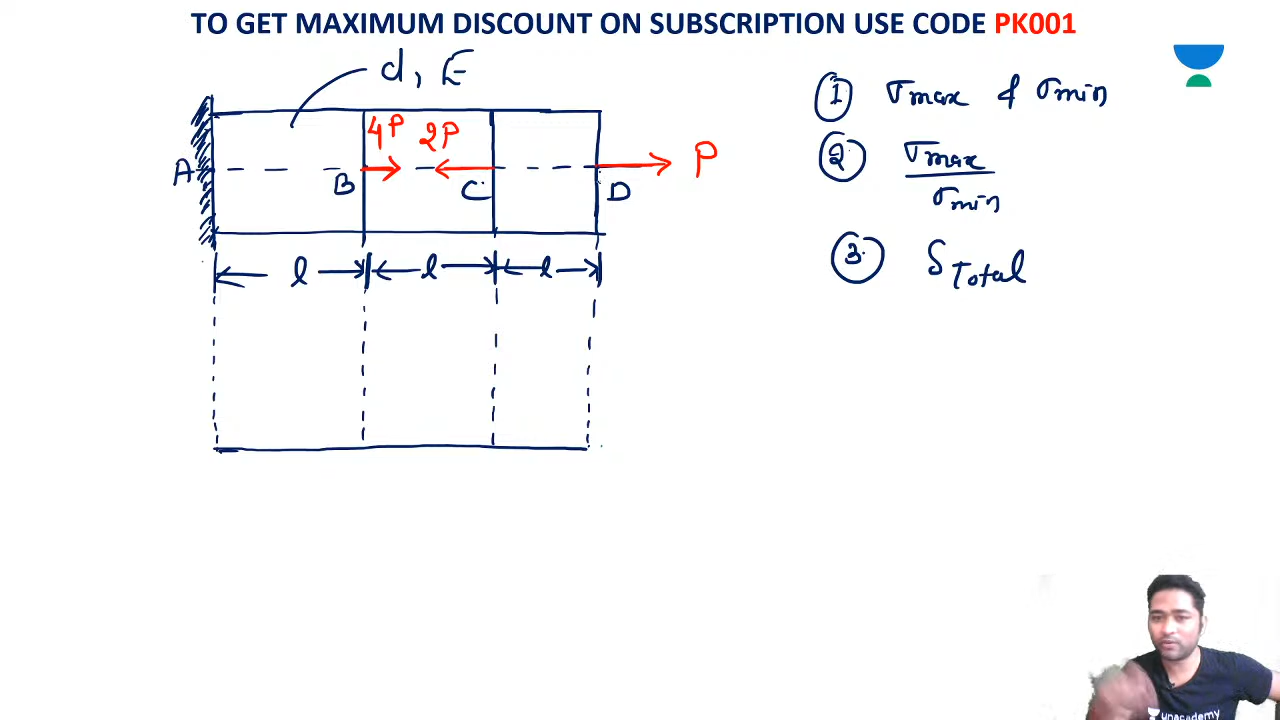 TO GET MAXIMUM DISCOUNT ON SUBSCRIPTION USE CODE PK001
d, E
4P 2P
P
A B C D
l l l
① σmax & σmin
② σmax
σmin
③ δTotal
unacademy